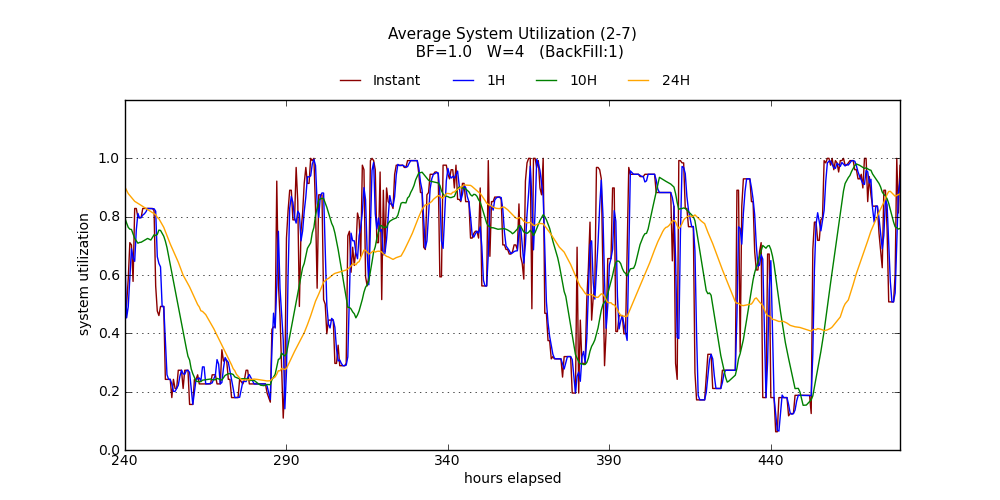 Average System Utilization (2-7)
BF=1.0 W=4 (BackFill:1)
Instant 1H 10H 24H
1.0
0.8
0.6
0.4
0.2
0.0
system utilization
240 290 340 390 440
hours elapsed